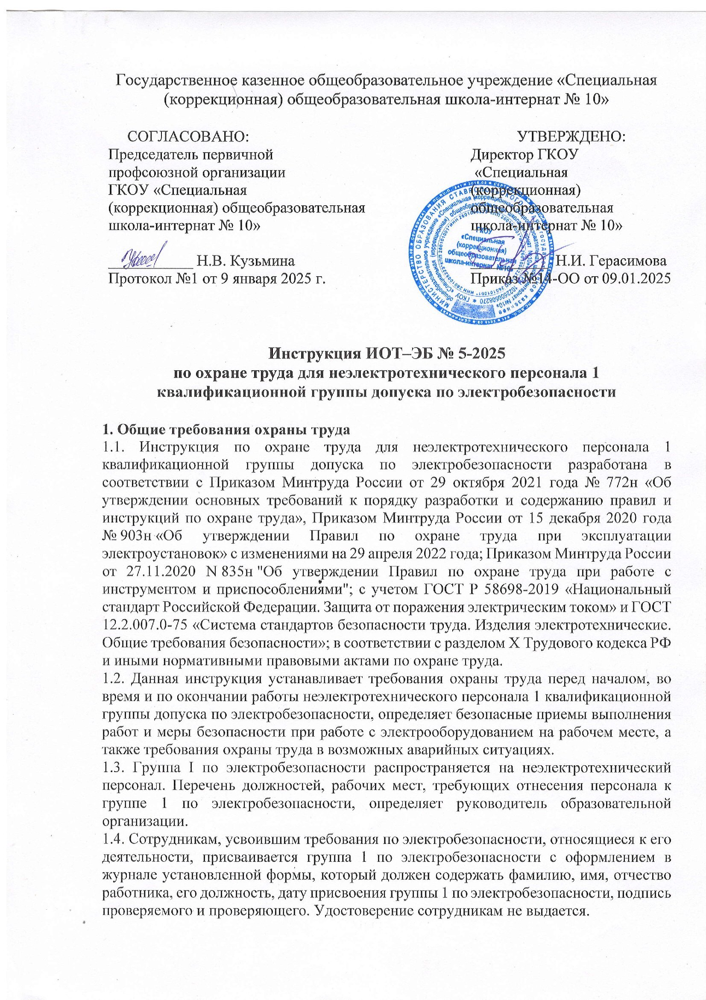 Государственное казенное общеобразовательное учреждение «Специальная
(коррекционная) общеобразовательная школа-интернат № 10»
СОГЛАСОВАНО:
Председатель первичной
профсоюзной организации
ГКОУ «Специальная
(коррекционная) общеобразовательная
школа-интернат № 10»
___________ Н.В. Кузьмина
Протокол №1 от 9 января 2025 г.
УТВЕРЖДЕНО:
Директор ГКОУ
«Специальная
(коррекционная)
общеобразовательная
школа-интернат № 10»
___________ Н.И. Герасимова
Приказ №14-ОО от 09.01.2025
МИНИСТЕРСТВО ОБРАЗОВАНИЯ СТАВРОПОЛЬСКОГО КРАЯ
ГКОУ
«Специальная
(коррекционная)
общеобразовательная
школа-интернат №10»
Инструкция ИОТ–ЭБ № 5-2025
по охране труда для неэлектротехнического персонала 1
квалификационной группы допуска по электробезопасности
1. Общие требования охраны труда
1.1. Инструкция по охране труда для неэлектротехнического персонала 1
квалификационной группы допуска по электробезопасности разработана в
соответствии с Приказом Минтруда России от 29 октября 2021 года № 772н «Об
утверждении основных требований к порядку разработки и содержанию правил и
инструкций по охране труда», Приказом Минтруда России от 15 декабря 2020 года
№ 903н «Об утверждении Правил по охране труда при эксплуатации
электроустановок» с изменениями на 29 апреля 2022 года; Приказом Минтруда России
от 27.11.2020 N 835н "Об утверждении Правил по охране труда при работе с
инструментом и приспособлениями"; с учетом ГОСТ Р 58698-2019 «Национальный
стандарт Российской Федерации. Защита от поражения электрическим током» и ГОСТ
12.2.007.0-75 «Система стандартов безопасности труда. Изделия электротехнические.
Общие требования безопасности»; в соответствии с разделом X Трудового кодекса РФ
и иными нормативными правовыми актами по охране труда.
1.2. Данная инструкция устанавливает требования охраны труда перед началом, во
время и по окончании работы неэлектротехнического персонала 1 квалификационной
группы допуска по электробезопасности, определяет безопасные приемы выполнения
работ и меры безопасности при работе с электрооборудованием на рабочем месте, а
также требования охраны труда в возможных аварийных ситуациях.
1.3. Группа I по электробезопасности распространяется на неэлектротехнический
персонал. Перечень должностей, рабочих мест, требующих отнесения персонала к
группе 1 по электробезопасности, определяет руководитель образовательной
организации.
1.4. Сотрудникам, усвоившим требования по электробезопасности, относящиеся к его
деятельности, присваивается группа 1 по электробезопасности с оформлением в
журнале установленной формы, который должен содержать фамилию, имя, отчество
работника, его должность, дату присвоения группы 1 по электробезопасности, подпись
проверяемого и проверяющего. Удостоверение сотрудникам не выдается.